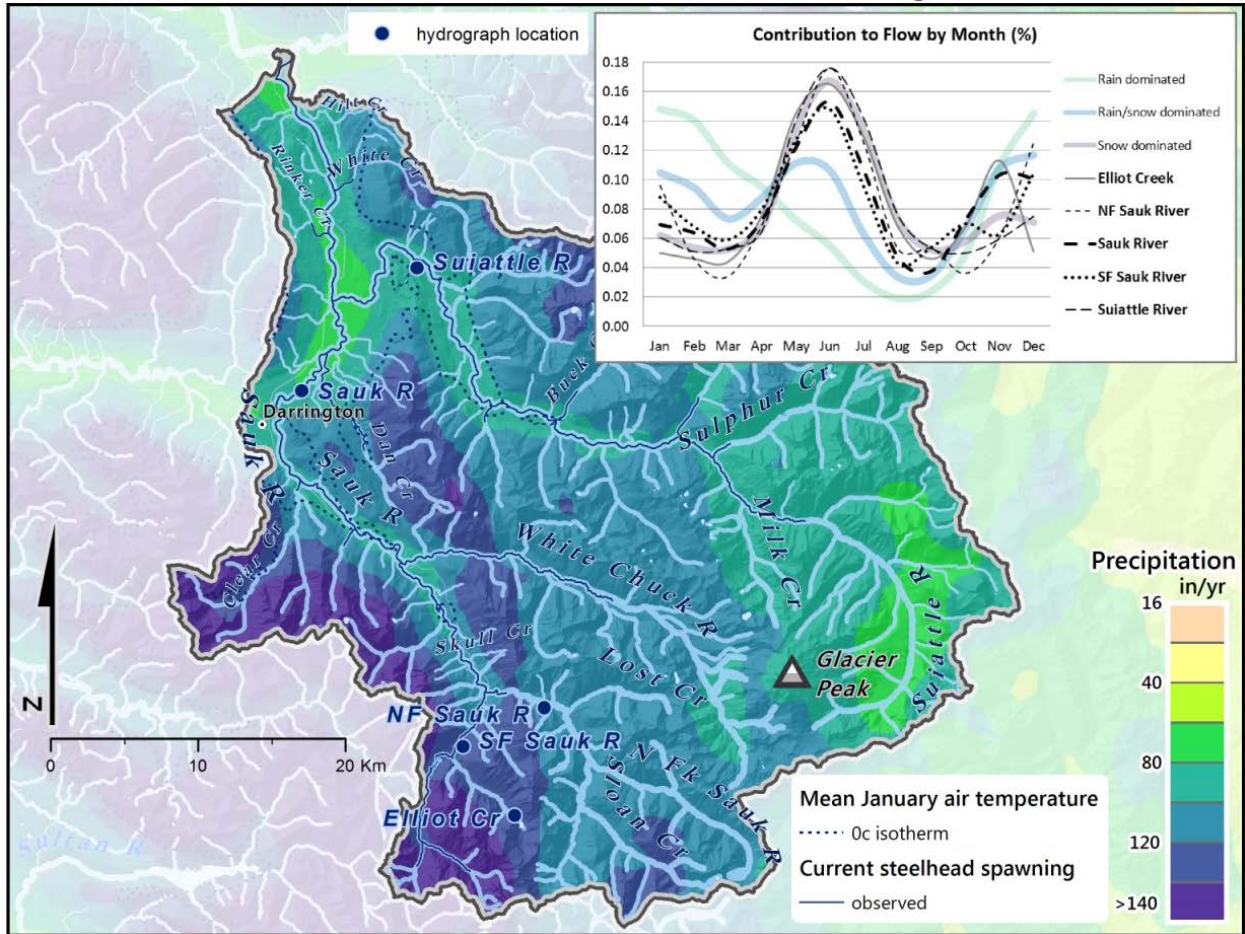 hydrograph location
Contribution to Flow by Month (%)
0.18
0.16
0.14
0.12
0.10
0.08
0.06
0.04
0.02
0.00
Jan Feb Mar Apr May Jun Jul Aug Sep Oct Nov Dec
Rain dominated
Rain/snow dominated
Snow dominated
Elliot Creek
NF Sauk River
Sauk River
SF Sauk River
Suiattle River
Hilt Cr
Rinker Cr
White Cr
Suiattle R
Buck
Sauk R
Darrington
Sauk R
Dan Cr
Sauk R
Sulphur Cr
Clear Cr
White Chuck R
Milk Cr
Suiattle R
Skull Cr
Lost Cr
Glacier
Peak
NF Sauk R
SF Sauk R
N Fk Sauk R
Sloan Cr
Elliot Cr
Sultan R
N
0 10 20 Km
Precipitation
in/yr
16
40
80
120
>140
Mean January air temperature
0c isotherm
Current steelhead spawning
observed